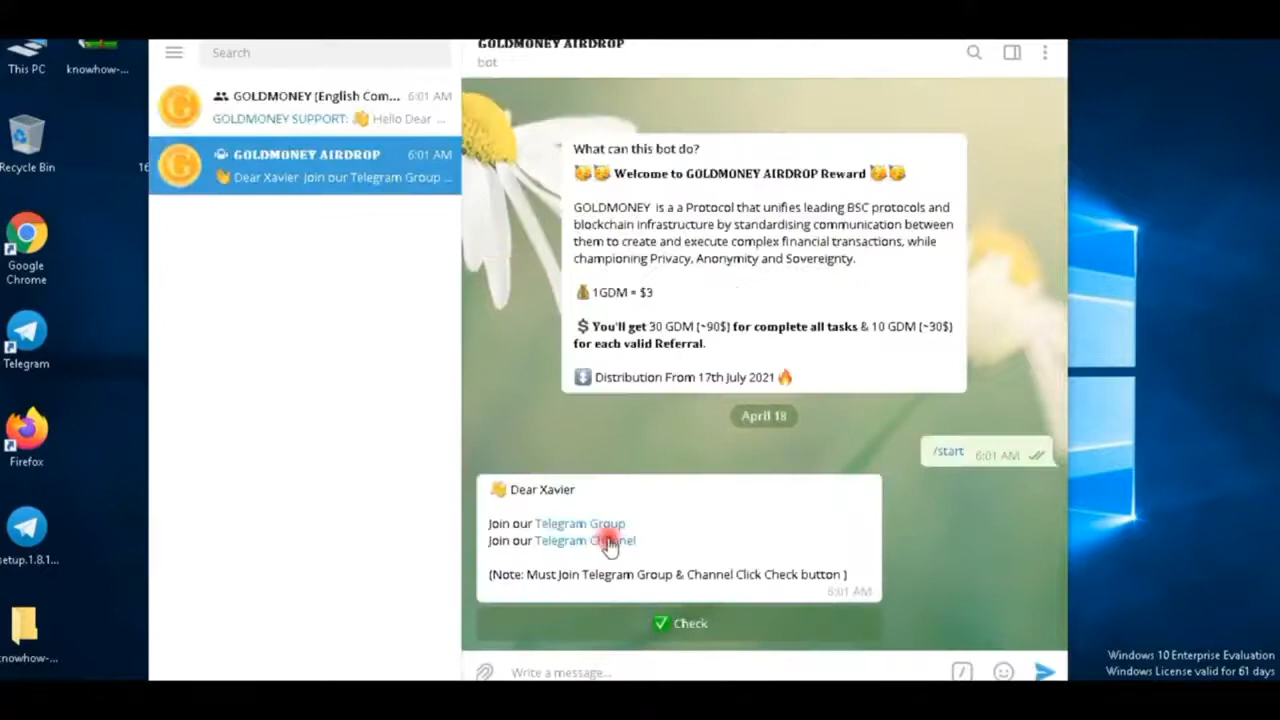 This PC
knowhow-...
Recycle Bin
16
Google
Chrome
Telegram
Firefox
setup.1.8.1...
knowhow-...
Search
GOLDMONEY (English Com... 6:01 AM
GOLDMONEY SUPPORT: 👋 Hello Dear ...
GOLDMONEY AIRDROP 6:01 AM
👋 Dear Xavier Join our Telegram Group ...
GOLDMONEY AIRDROP
bot
What can this bot do?
🥳🥳 Welcome to GOLDMONEY AIRDROP Reward 🥳🥳
GOLDMONEY is a a Protocol that unifies leading BSC protocols and
blockchain infrastructure by standardising communication between
them to create and execute complex financial transactions, while
championing Privacy, Anonymity and Sovereignty.
💰 1GDM = $3
💲 You'll get 30 GDM (~90$) for complete all tasks & 10 GDM (~30$)
for each valid Referral.
↕️ Distribution From 17th July 2021 🔥
April 18
/start 6:01 AM
👋 Dear Xavier
Join our Telegram Group
Join our Telegram Channel
(Note: Must Join Telegram Group & Channel Click Check button )
6:01 AM
✅ Check
Write a message...
Windows 10 Enterprise Evaluation
Windows License valid for 61 days